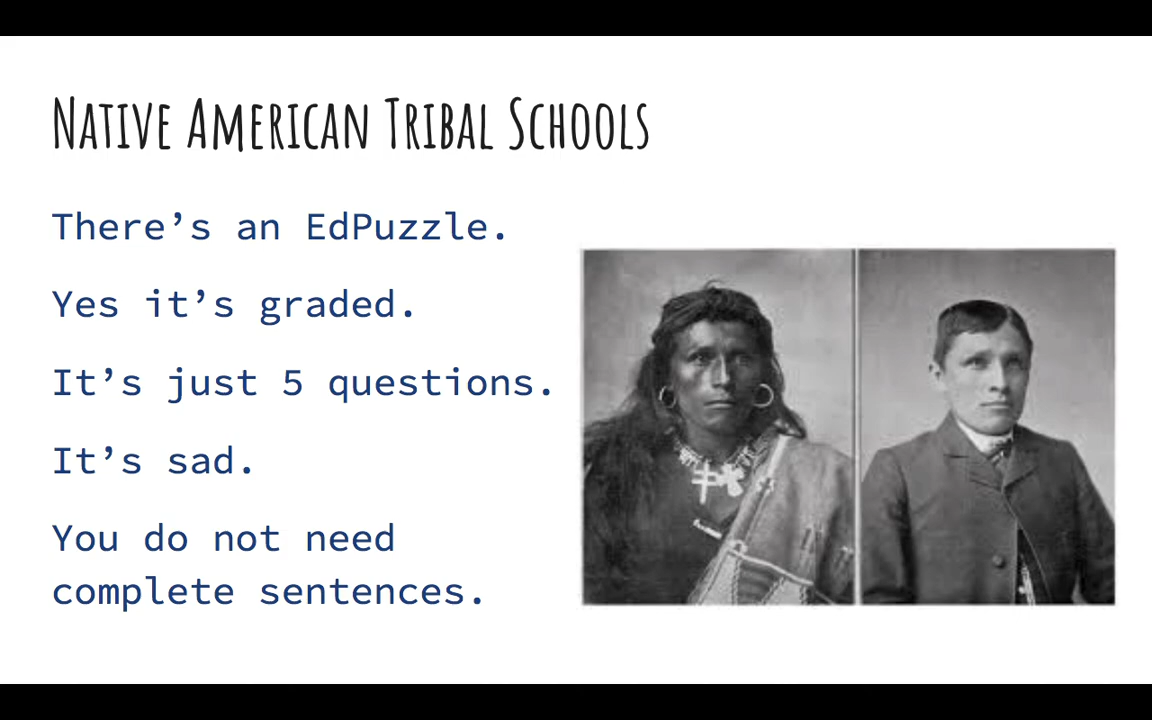 Native American Tribal Schools
There’s an EdPuzzle.
Yes it’s graded.
It’s just 5 questions.
It’s sad.
You do not need
complete sentences.